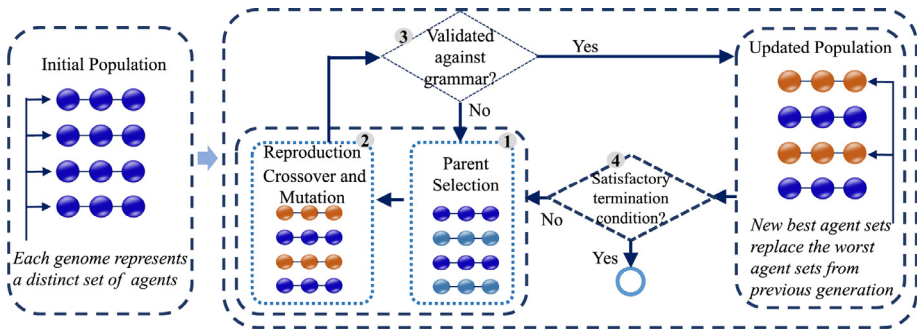 Initial Population
Each genome represents
a distinct set of agents
3
Validated
against
grammar?
Yes
No
2
Reproduction
Crossover and
Mutation
1
Parent
Selection
4
Satisfactory
termination
condition?
No
Yes
Updated Population
New best agent sets
replace the worst
agent sets from
previous generation